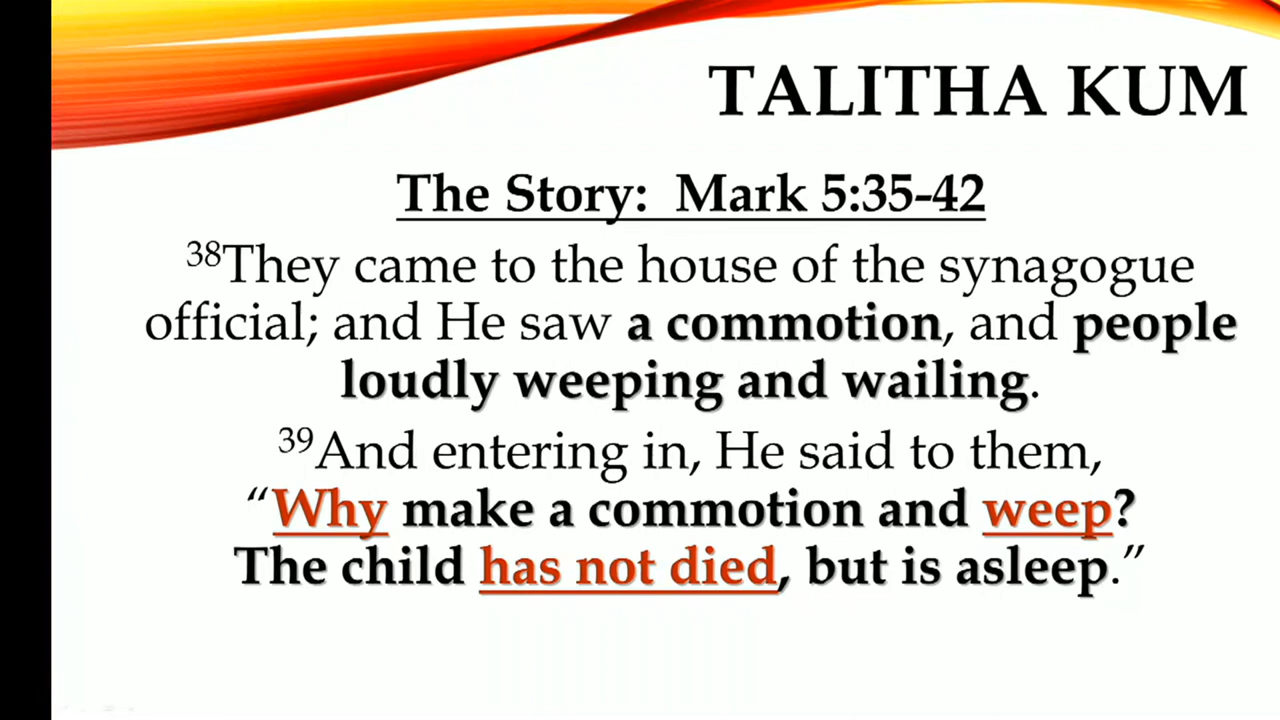 TALITHA KUM
The Story:  Mark 5:35-42
³⁸They came to the house of the synagogue
official; and He saw a commotion, and people
loudly weeping and wailing.
³⁹And entering in, He said to them,
“Why make a commotion and weep?
The child has not died, but is asleep.”